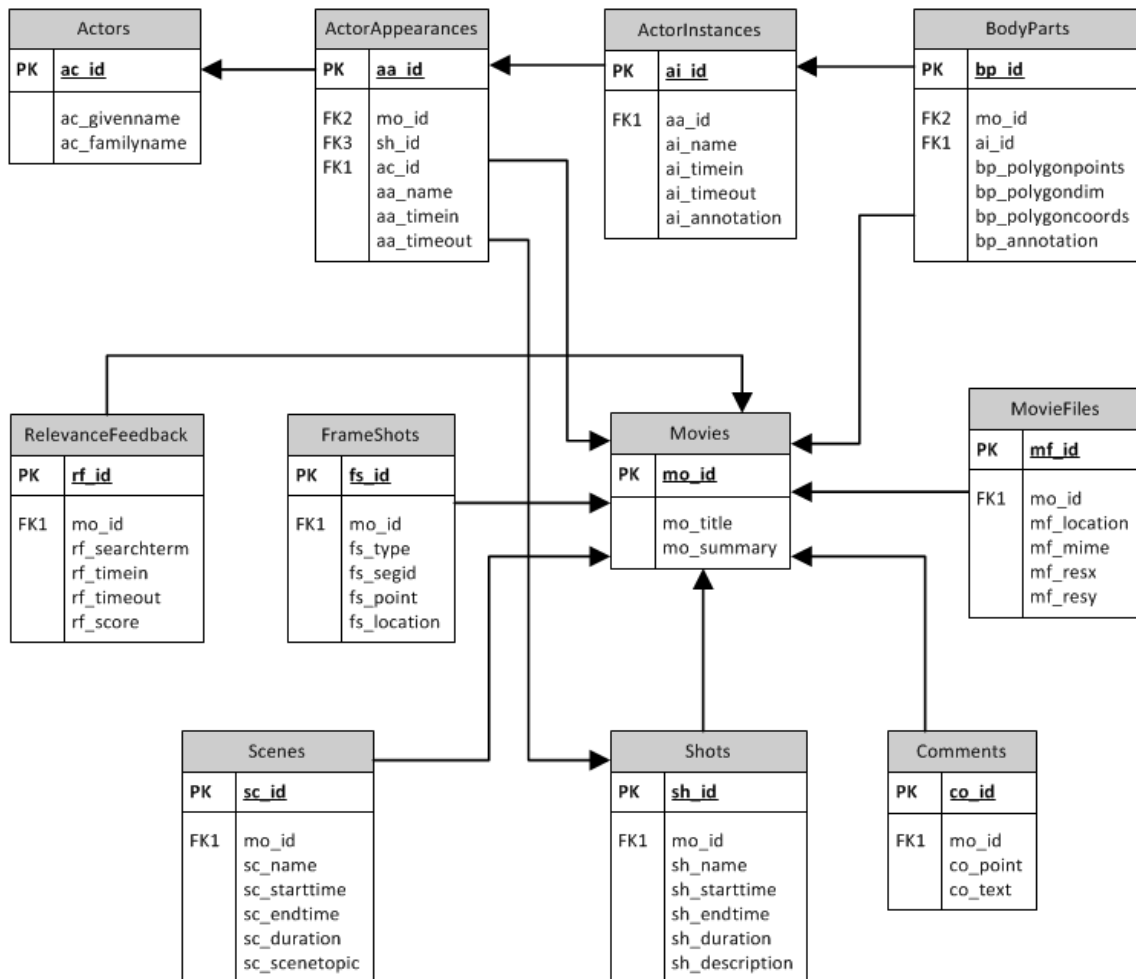 Actors
PK ac_id
ac_givenname
ac_familyname
ActorAppearances
PK aa_id
FK2 mo_id
FK3 sh_id
FK1 ac_id
aa_name
aa_timein
aa_timeout
ActorInstances
PK ai_id
FK1 aa_id
ai_name
ai_timein
ai_timeout
ai_annotation
BodyParts
PK bp_id
FK2 mo_id
FK1 ai_id
bp_polygonpoints
bp_polygondim
bp_polygoncoords
bp_annotation
RelevanceFeedback
PK rf_id
FK1 mo_id
rf_searchterm
rf_timein
rf_timeout
rf_score
FrameShots
PK fs_id
FK1 mo_id
fs_type
fs_segid
fs_point
fs_location
Movies
PK mo_id
mo_title
mo_summary
MovieFiles
PK mf_id
FK1 mo_id
mf_location
mf_mime
mf_resx
mf_resy
Scenes
PK sc_id
FK1 mo_id
sc_name
sc_starttime
sc_endtime
sc_duration
sc_scenetopic
Shots
PK sh_id
FK1 mo_id
sh_name
sh_starttime
sh_endtime
sh_duration
sh_description
Comments
PK co_id
FK1 mo_id
co_point
co_text